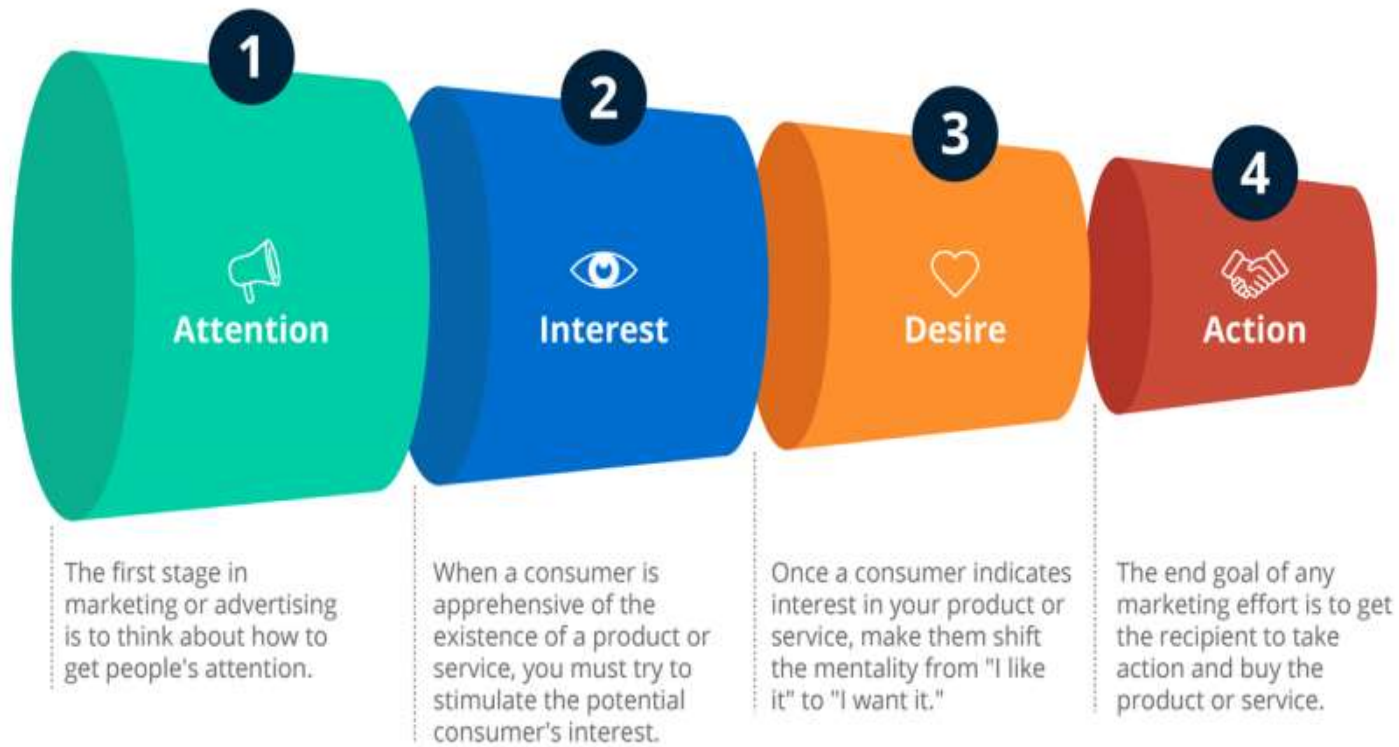 1
Attention
The first stage in
marketing or advertising
is to think about how to
get people's attention.
2
Interest
When a consumer is
apprehensive of the
existence of a product or
service, you must try to
stimulate the potential
consumer's interest.
3
Desire
Once a consumer indicates
interest in your product or
service, make them shift
the mentality from "I like
it" to "I want it."
4
Action
The end goal of any
marketing effort is to get
the recipient to take
action and buy the
product or service.